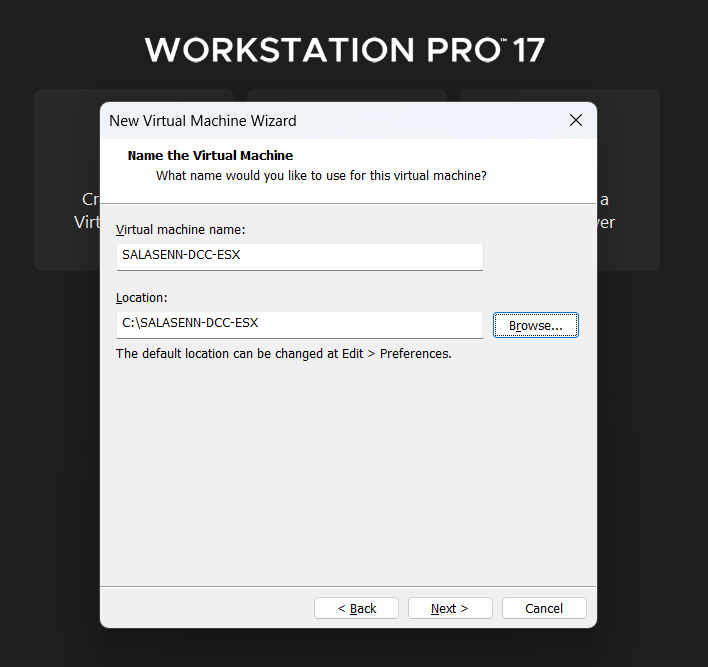 WORKSTATION PRO™ 17
New Virtual Machine Wizard
Name the Virtual Machine
What name would you like to use for this virtual machine?
Cr
a
Virt
ver
Virtual machine name:
SALASENN-DCC-ESX
Location:
C:\SALASENN-DCC-ESX
Browse...
The default location can be changed at Edit > Preferences.
< Back
Next >
Cancel